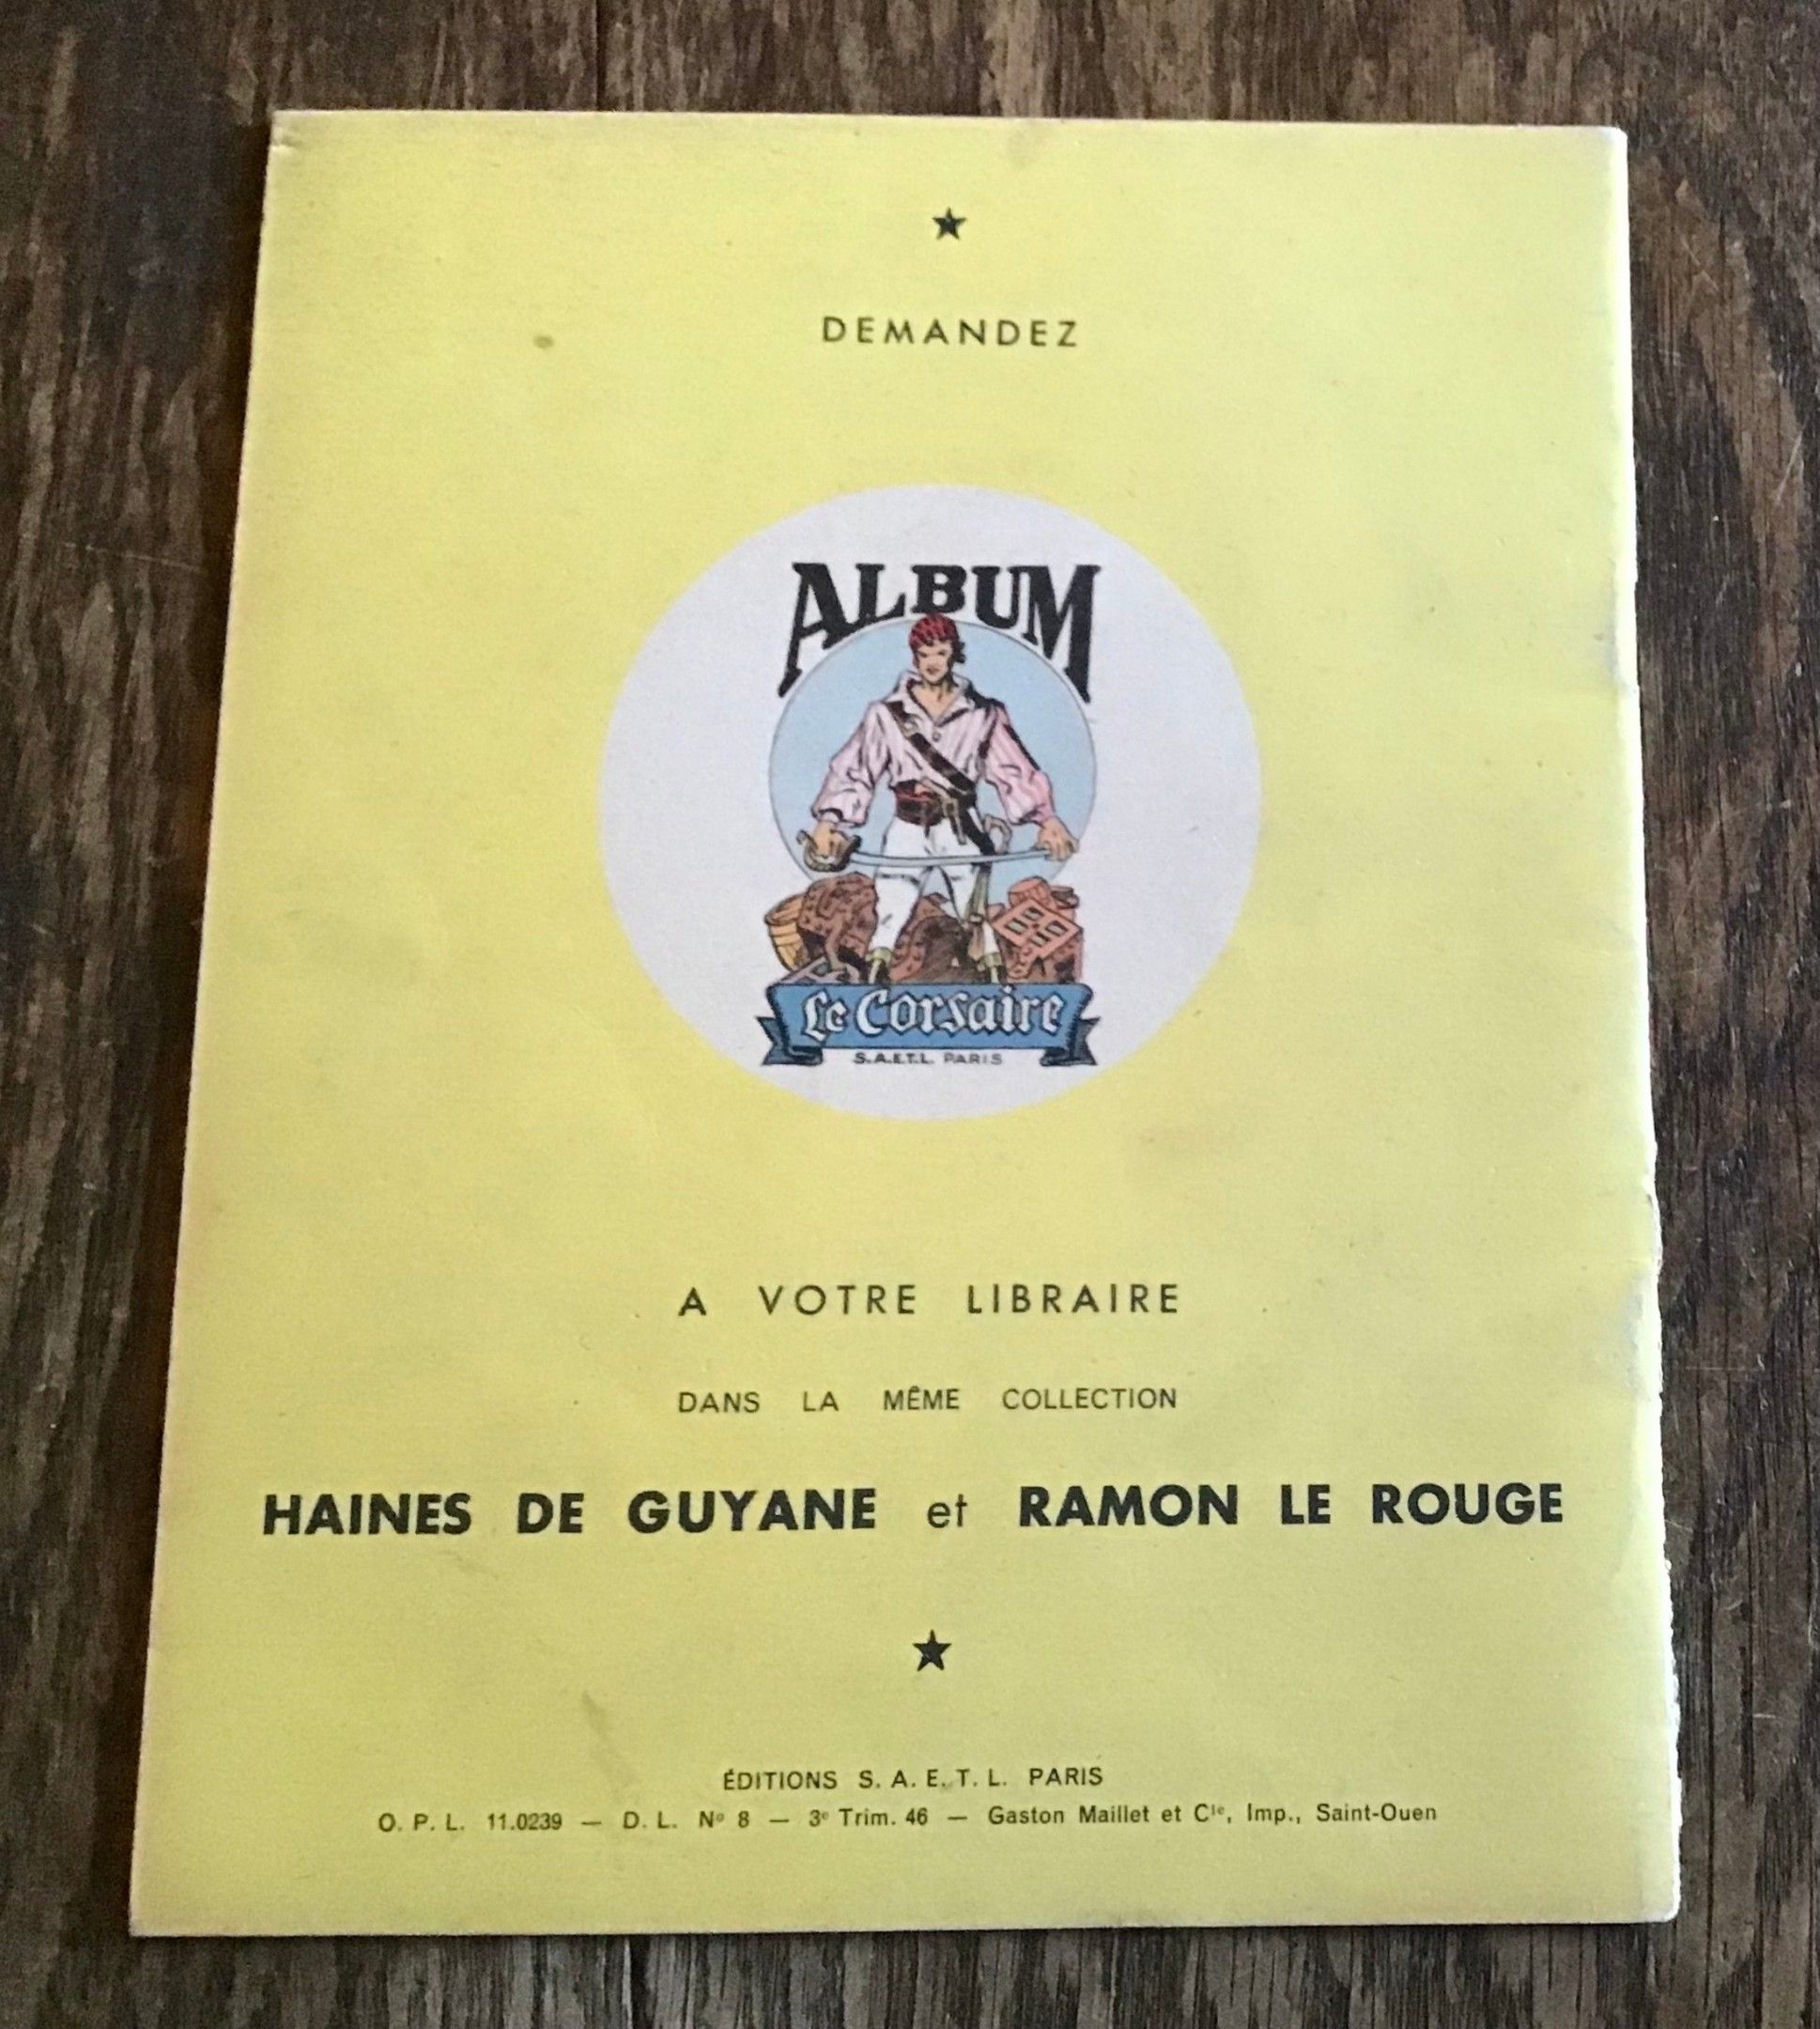 DEMANDEZ
ALBUM
Le Corsaire
S.A.E.T.L. PARIS
A VOTRE LIBRAIRE
DANS LA MÊME COLLECTION
HAINES DE GUYANE et RAMON LE ROUGE
ÉDITIONS S. A. E. T. L. PARIS
O. P. L. 11.0239 — D. L. Nº 8 — 3ᵉ Trim. 46 — Gaston Maillet et Cⁱᵉ, Imp., Saint-Ouen